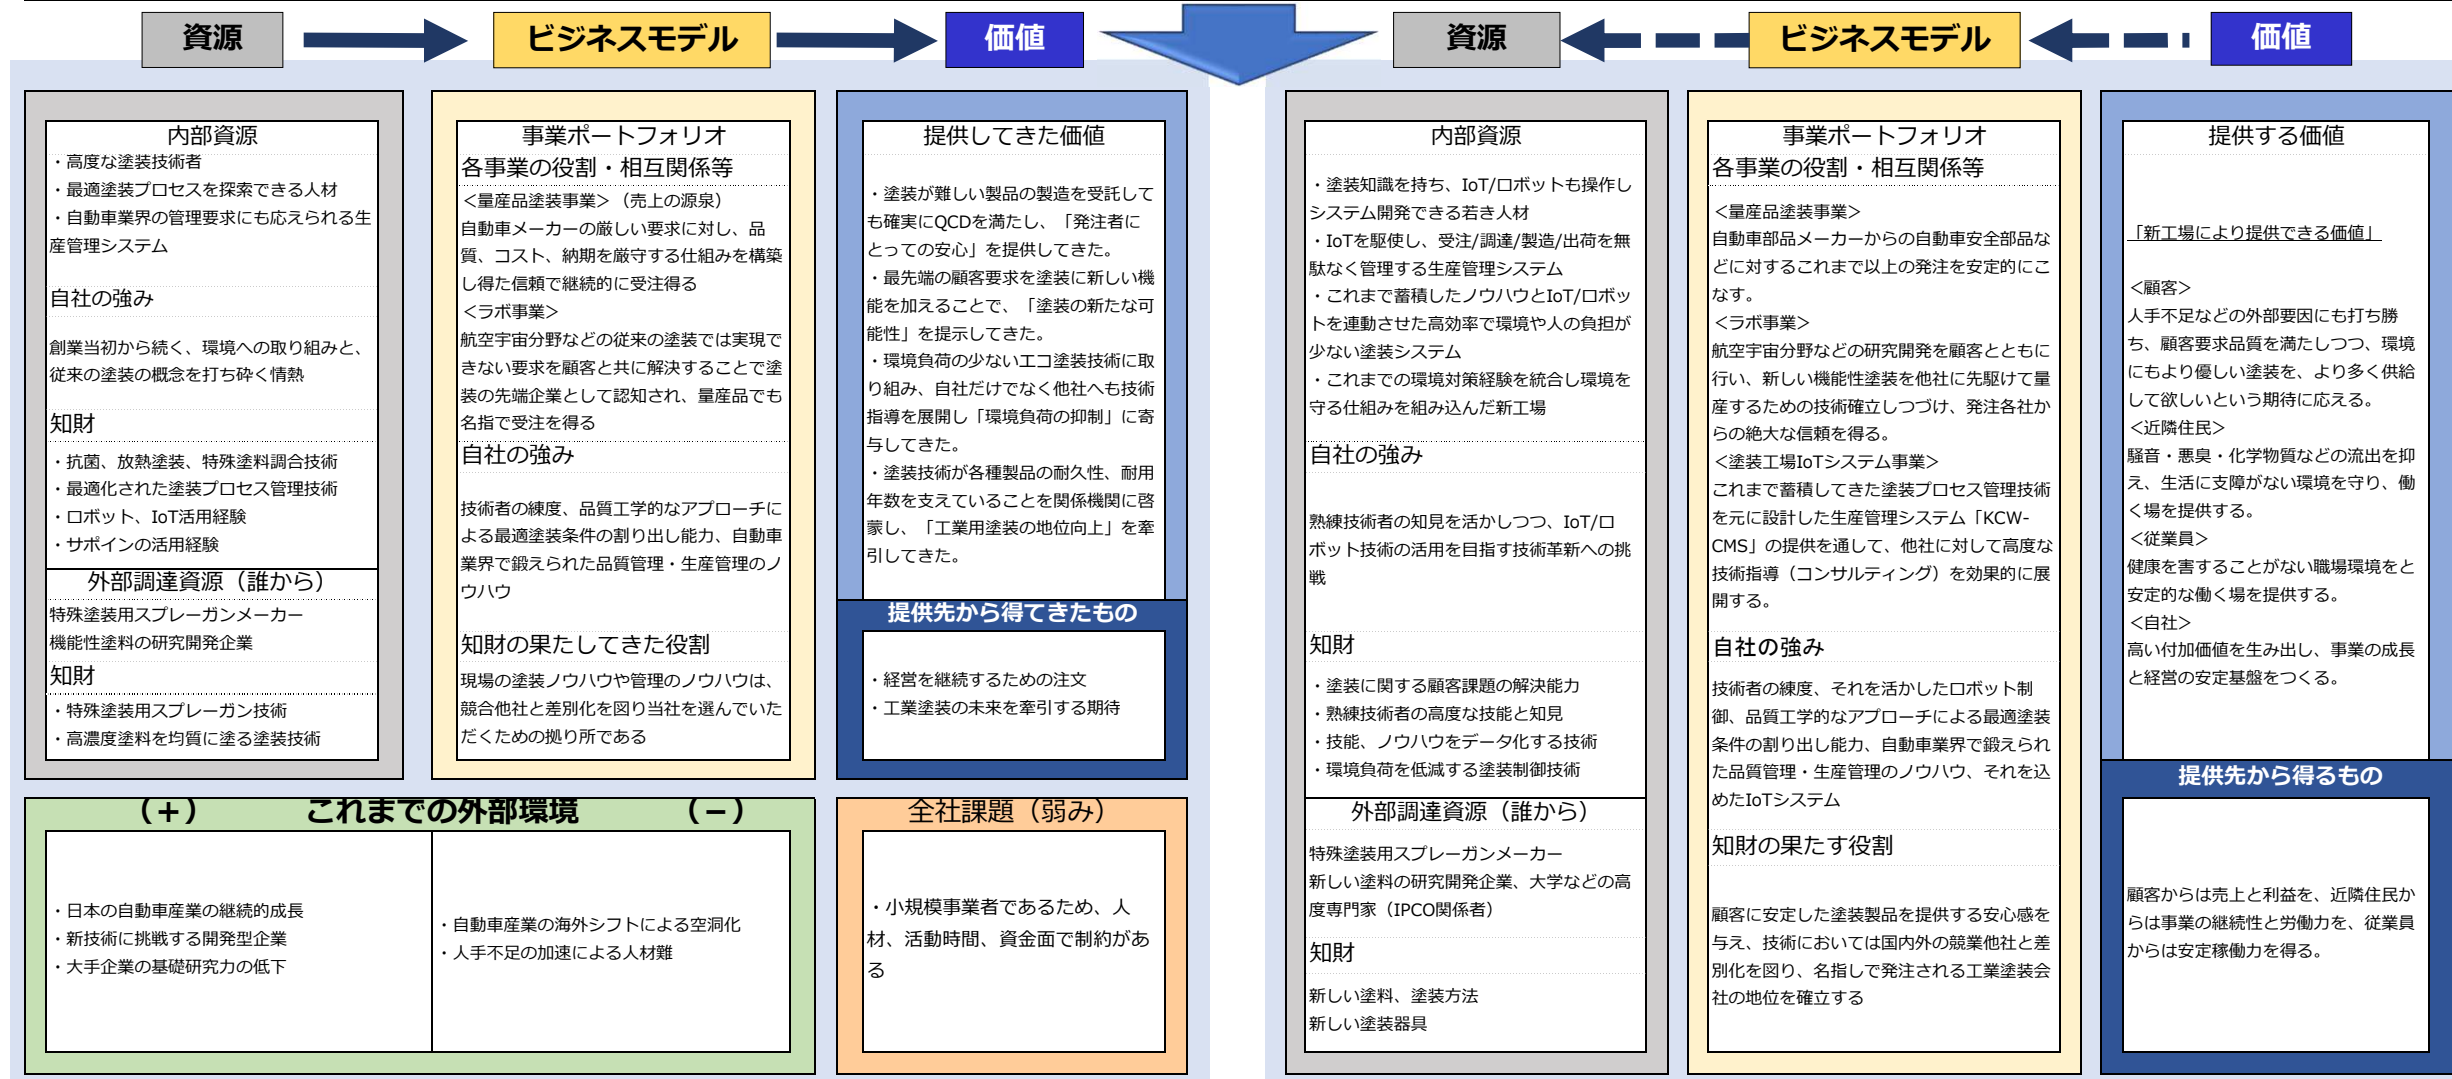 資源
ビジネスモデル
価値
資源
ビジネスモデル
価値
内部資源
・高度な塗装技術者
・最適塗装プロセスを探索できる人材
・自動車業界の管理要求にも応えられる生
産管理システム
自社の強み
創業当初から続く、環境への取り組みと、
従来の塗装の概念を打ち砕く情熱
知財
・抗菌、放熱塗装、特殊塗料調合技術
・最適化された塗装プロセス管理技術
・ロボット、IoT活用経験
・サポインの活用経験
外部調達資源（誰から）
特殊塗装用スプレーガンメーカー
機能性塗料の研究開発企業
知財
・特殊塗装用スプレーガン技術
・高濃度塗料を均質に塗る塗装技術
事業ポートフォリオ
各事業の役割・相互関係等
＜量産品塗装事業＞（売上の源泉）
自動車メーカーの厳しい要求に対し、品
質、コスト、納期を厳守する仕組みを構築
し得た信頼で継続的に受注得る
＜ラボ事業＞
航空宇宙分野などの従来の塗装では実現で
きない要求を顧客と共に解決することで塗
装の先端企業として認知され、量産品でも
名指で受注を得る
自社の強み
技術者の練度、品質工学的なアプローチに
よる最適塗装条件の割り出し能力、自動車
業界で鍛えられた品質管理・生産管理のノ
ウハウ
知財の果たしてきた役割
現場の塗装ノウハウや管理のノウハウは、
競合他社と差別化を図り当社を選んでいた
だくための拠り所である
提供してきた価値
・塗装が難しい製品の製造を受託して
も確実にQCDを満たし、「発注者に
とっての安心」を提供してきた。
・最先端の顧客要求を塗装に新しい機
能を加えることで、「塗装の新たな可
能性」を提示してきた。
・環境負荷の少ないエコ塗装技術に取
り組み、自社だけでなく他社へも技術
指導を展開し「環境負荷の抑制」に寄
与してきた。
・塗装技術が各種製品の耐久性、耐用
年数を支えていることを関係機関に啓
蒙し、「工業用塗装の地位向上」を牽
引してきた。
提供先から得てきたもの
・経営を継続するための注文
・工業塗装の未来を牽引する期待
（＋）　これまでの外部環境　（－）
・日本の自動車産業の継続的成長
・新技術に挑戦する開発型企業
・大手企業の基礎研究力の低下
・自動車産業の海外シフトによる空洞化
・人手不足の加速による人材難
全社課題（弱み）
・小規模事業者であるため、人
材、活動時間、資金面で制約があ
る
内部資源
・塗装知識を持ち、IoT/ロボットも操作し
システム開発できる若き人材
・IoTを駆使し、受注/調達/製造/出荷を無
駄なく管理する生産管理システム
・これまで蓄積したノウハウとIoT/ロボッ
トを連動させた高効率で環境や人の負担が
少ない塗装システム
・これまでの環境対策経験を統合し環境を
守る仕組みを組み込んだ新工場
自社の強み
熟練技術者の知見を活かしつつ、IoT/ロ
ボット技術の活用を目指す技術革新への挑
戦
知財
・塗装に関する顧客課題の解決能力
・熟練技術者の高度な技能と知見
・技能、ノウハウをデータ化する技術
・環境負荷を低減する塗装制御技術
外部調達資源（誰から）
特殊塗装用スプレーガンメーカー
新しい塗料の研究開発企業、大学などの高
度専門家（IPCO関係者）
知財
新しい塗料、塗装方法
新しい塗装器具
事業ポートフォリオ
各事業の役割・相互関係等
＜量産品塗装事業＞
自動車部品メーカーからの自動車安全部品な
どに対するこれまで以上の発注を安定的にこ
なす。
＜ラボ事業＞
航空宇宙分野などの研究開発を顧客とともに
行い、新しい機能性塗装を他社に先駆けて量
産するための技術確立しつづけ、発注各社か
らの絶大な信頼を得る。
＜塗装工場IoTシステム事業＞
これまで蓄積してきた塗装プロセス管理技術
を元に設計した生産管理システム「KCW-
CMS」の提供を通して、他社に対して高度な
技術指導（コンサルティング）を効果的に展
開する。
自社の強み
技術者の練度、それを活かしたロボット制
御、品質工学的なアプローチによる最適塗装
条件の割り出し能力、自動車業界で鍛えられ
た品質管理・生産管理のノウハウ、それを込
めたIoTシステム
知財の果たす役割
顧客に安定した塗装製品を提供する安心感を
与え、技術においては国内外の競業他社と差
別化を図り、名指しで発注される工業塗装会
社の地位を確立する
提供する価値
「新工場により提供できる価値」
＜顧客＞
人手不足などの外部要因にも打ち勝
ち、顧客要求品質を満たしつつ、環境
にもより優しい塗装を、より多く供給
して欲しいという期待に応える。
＜近隣住民＞
騒音・悪臭・化学物質などの流出を抑
え、生活に支障がない環境を守り、働
く場を提供する。
＜従業員＞
健康を害することがない職場環境をと
安定的な働く場を提供する。
＜自社＞
高い付加価値を生み出し、事業の成長
と経営の安定基盤をつくる。
提供先から得るもの
顧客からは売上と利益を、近隣住民か
らは事業の継続性と労働力を、従業員
からは安定稼働力を得る。